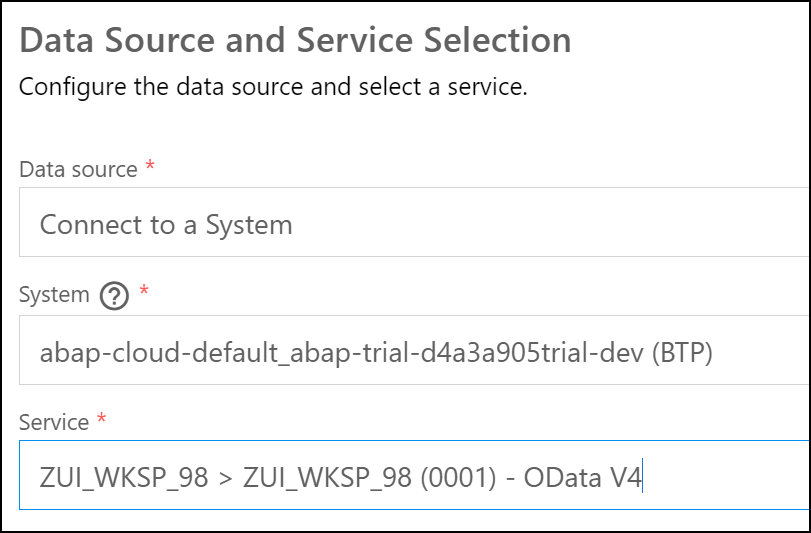 Data Source and Service Selection
Configure the data source and select a service.
Data source *
Connect to a System
System ? *
abap-cloud-default_abap-trial-d4a3a905trial-dev (BTP)
Service *
ZUI_WKSP_98 > ZUI_WKSP_98 (0001) - OData V4